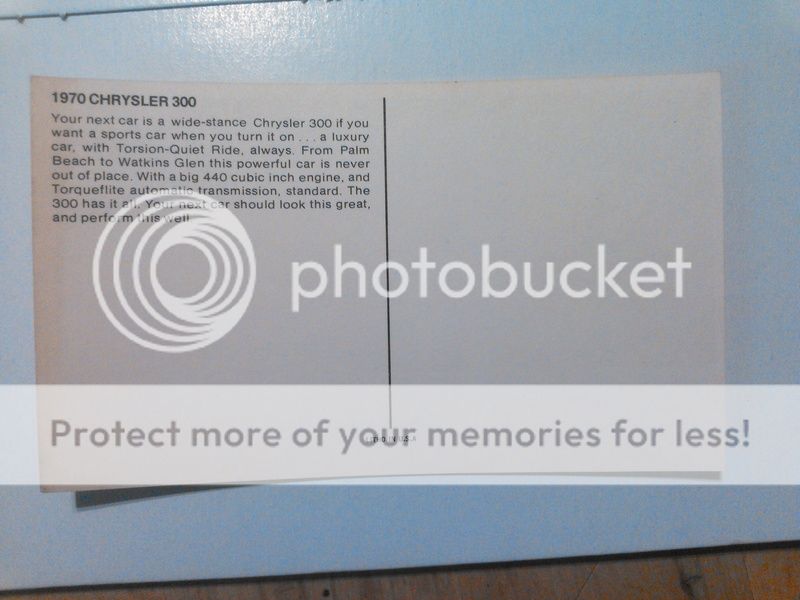 1970 CHRYSLER 300
Your next car is a wide-stance Chrysler 300 if you
want a sports car when you turn it on . . . a luxury
car, with Torsion-Quiet Ride, always. From Palm
Beach to Watkins Glen this powerful car is never
out of place. With a big 440 cubic inch engine, and
Torqueflite automatic transmission, standard. The
300 has it all. Your next car should look this great,
and perform this well.
photobucket
Protect more of your memories for less!
LITHO. IN U.S.A.